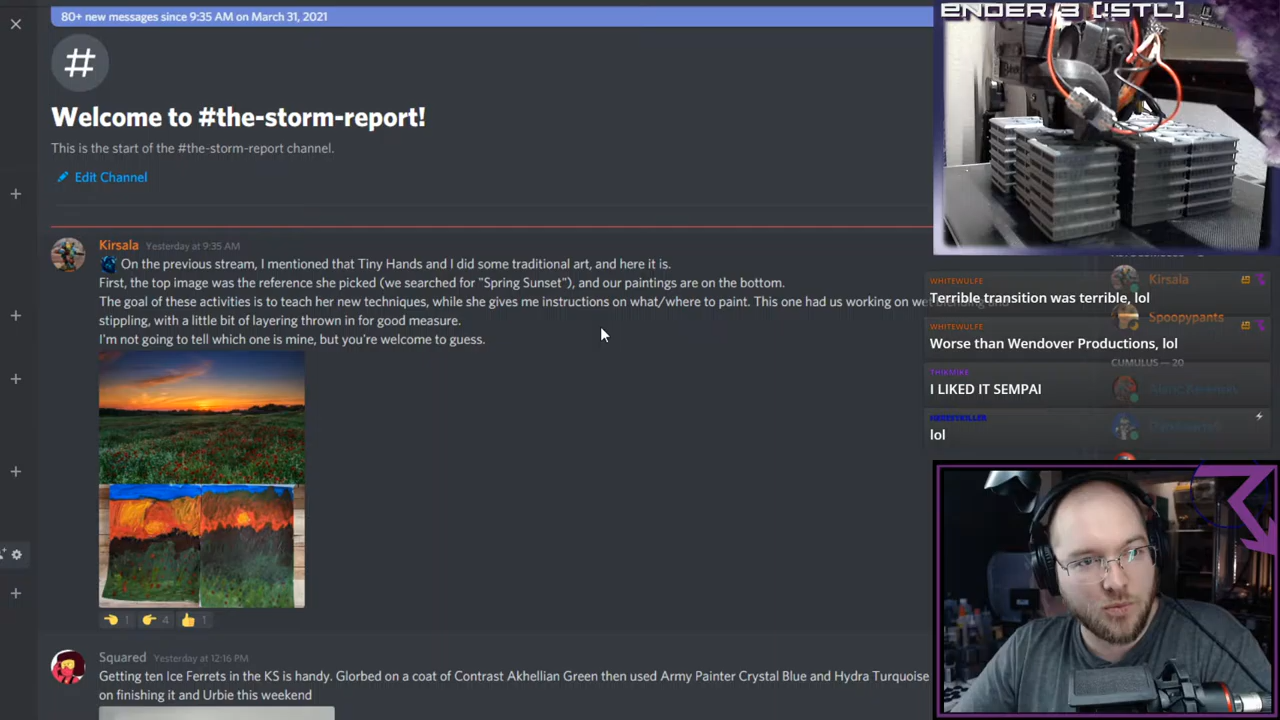 80+ new messages since 9:35 AM on March 31, 2021
ENDER 3 [!STL]
#
Welcome to #the-storm-report!
This is the start of the #the-storm-report channel.
Edit Channel
Kirsala Yesterday at 9:35 AM
On the previous stream, I mentioned that Tiny Hands and I did some traditional art, and here it is.
First, the top image was the reference she picked (we searched for "Spring Sunset"), and our paintings are on the bottom.
The goal of these activities is to teach her new techniques, while she gives me instructions on what/where to paint. This one had us working on wet blending and
stippling, with a little bit of layering thrown in for good measure.
I'm not going to tell which one is mine, but you're welcome to guess.
1 4 1
Squared Yesterday at 12:16 PM
Getting ten Ice Ferrets in the KS is handy. Glorbed on a coat of Contrast Akhellian Green then used Army Painter Crystal Blue and Hydra Turquoise
on finishing it and Urbie this weekend
Kirsala
WHITEWULFE
Terrible transition was terrible, lol
Spoopypants
WHITEWULFE
Worse than Wendover Productions, lol
CUMULUS — 20
THIKMIKE
I LIKED IT SEMPAI
lol